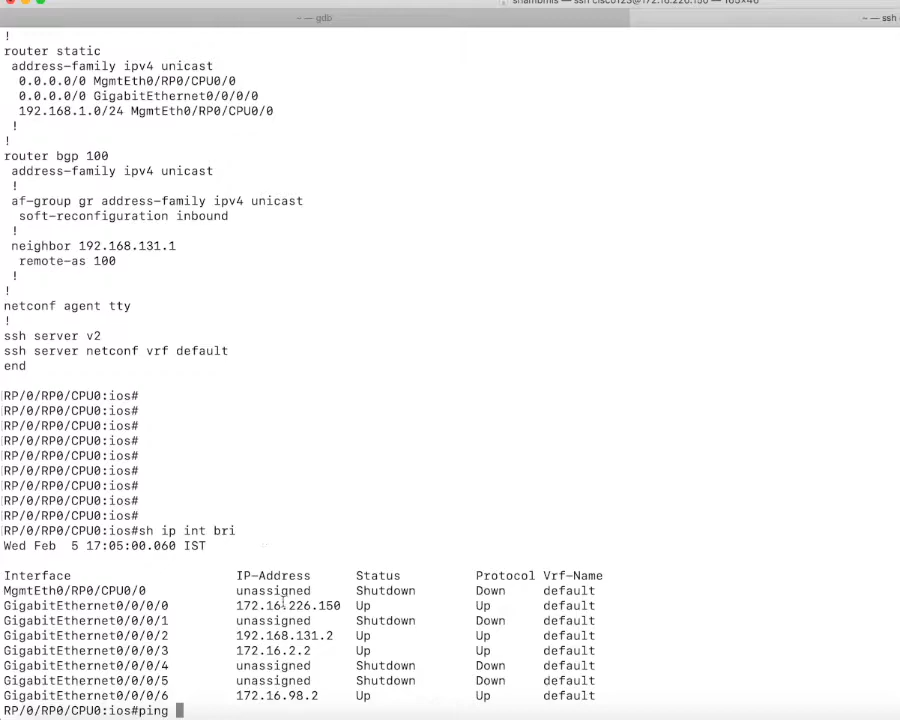 shambmis — ssh cisco123@172.16.226.150 — 165×46
~ — gdb
~ — ssh
!
router static
address-family ipv4 unicast
0.0.0.0/0 MgmtEth0/RP0/CPU0/0
0.0.0.0/0 GigabitEthernet0/0/0/0
192.168.1.0/24 MgmtEth0/RP0/CPU0/0
!
!
router bgp 100
address-family ipv4 unicast
!
af-group gr address-family ipv4 unicast
soft-reconfiguration inbound
!
neighbor 192.168.131.1
remote-as 100
!
!
netconf agent tty
!
ssh server v2
ssh server netconf vrf default
end
RP/0/RP0/CPU0:ios#
RP/0/RP0/CPU0:ios#
RP/0/RP0/CPU0:ios#
RP/0/RP0/CPU0:ios#
RP/0/RP0/CPU0:ios#
RP/0/RP0/CPU0:ios#
RP/0/RP0/CPU0:ios#
RP/0/RP0/CPU0:ios#
RP/0/RP0/CPU0:ios#
RP/0/RP0/CPU0:ios#sh ip int bri
Wed Feb  5 17:05:00.060 IST
Interface IP-Address Status Protocol Vrf-Name
MgmtEth0/RP0/CPU0/0 unassigned Shutdown Down default
GigabitEthernet0/0/0/0 172.16.226.150 Up Up default
GigabitEthernet0/0/0/1 unassigned Shutdown Down default
GigabitEthernet0/0/0/2 192.168.131.2 Up Up default
GigabitEthernet0/0/0/3 172.16.2.2 Up Up default
GigabitEthernet0/0/0/4 unassigned Shutdown Down default
GigabitEthernet0/0/0/5 unassigned Shutdown Down default
GigabitEthernet0/0/0/6 172.16.98.2 Up Up default
RP/0/RP0/CPU0:ios#ping